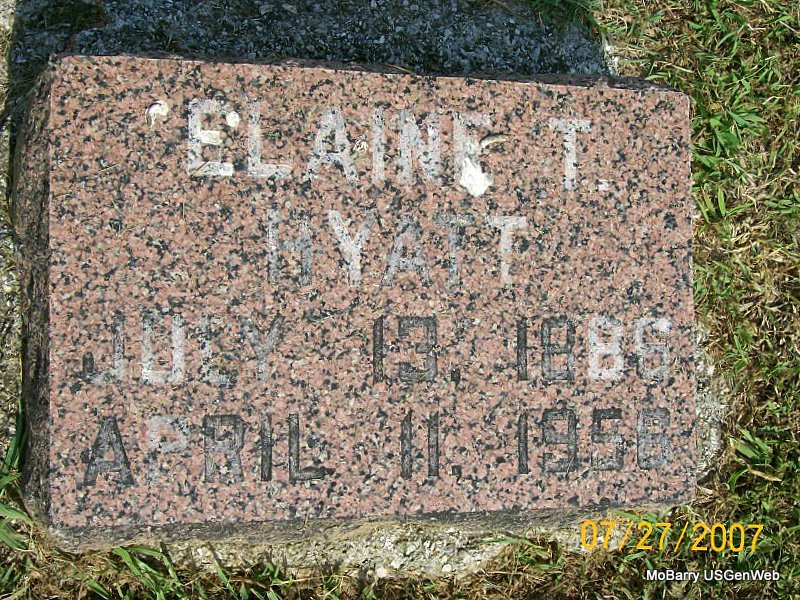 ELAINE T.
HYATT
JULY 13, 1886
APRIL 11, 1956
07/27/2007
MoBarry USGenWeb